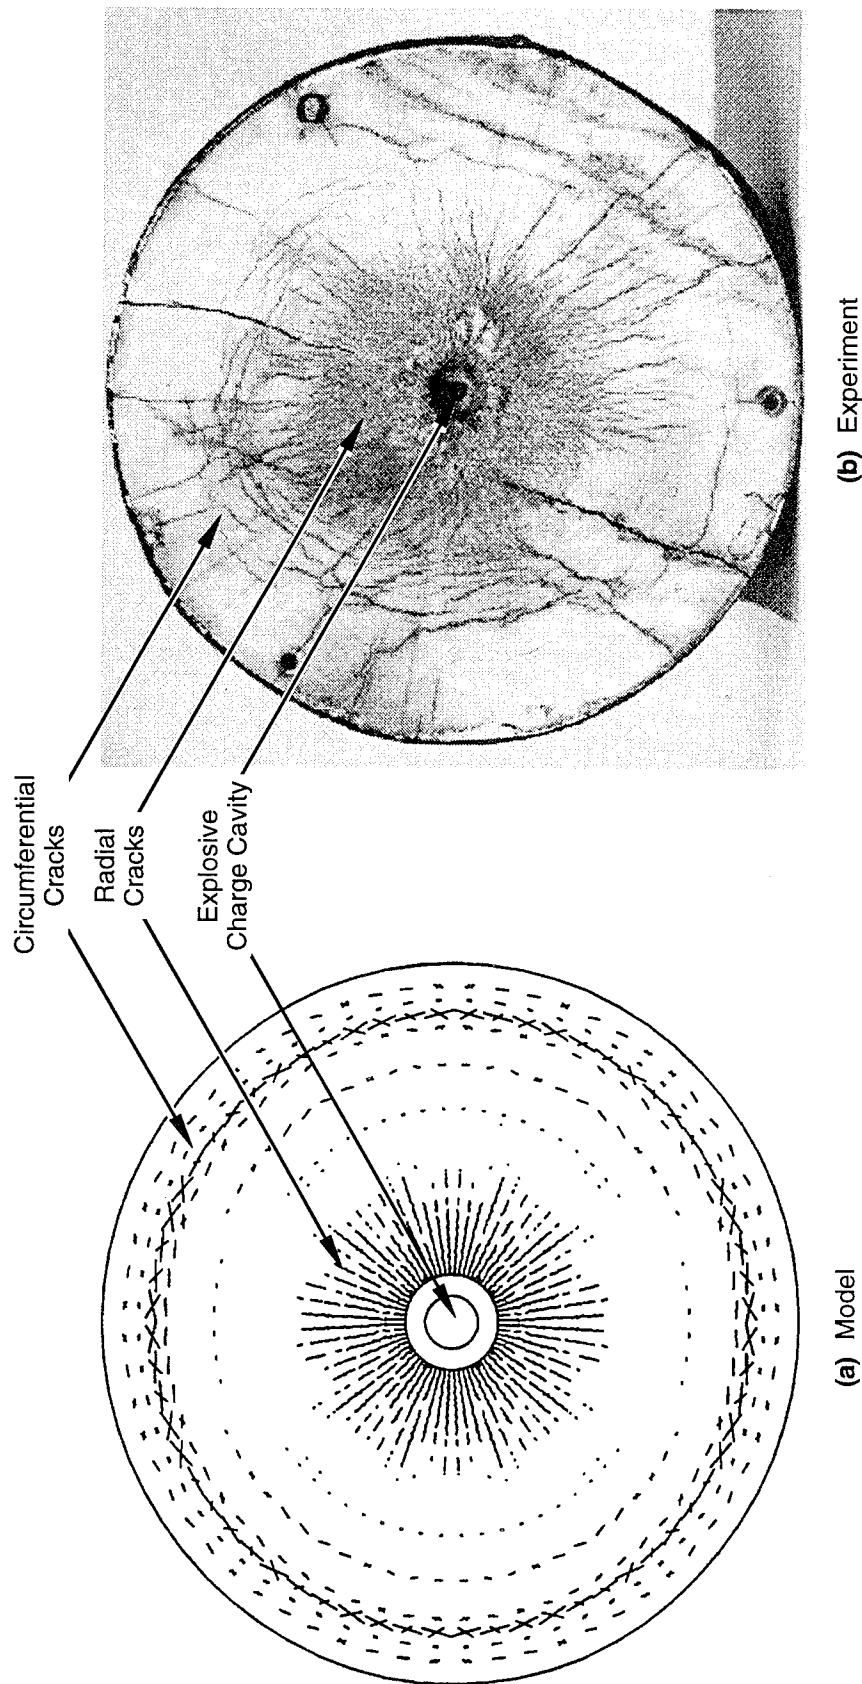 Circumferential
Cracks
Radial
Cracks
Explosive
Charge Cavity
(a) Model
(b) Experiment